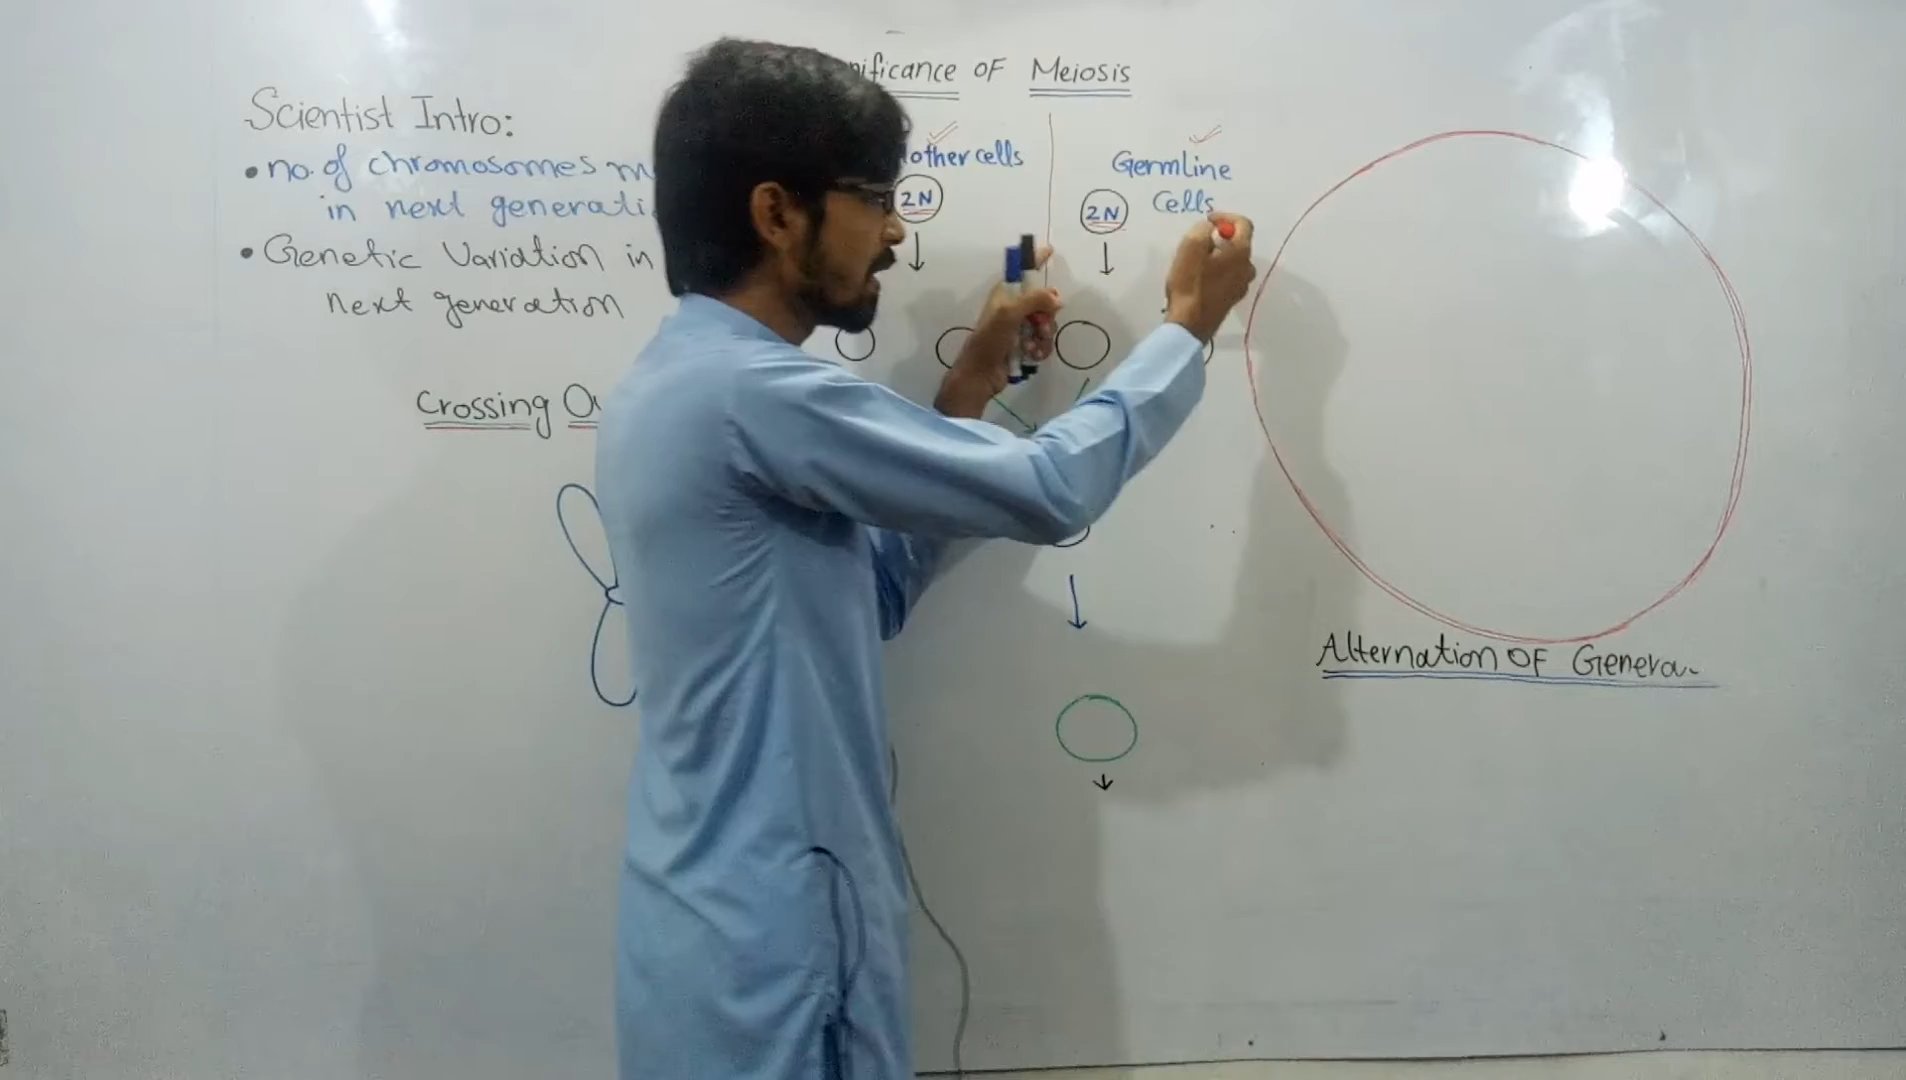 nificance OF Meiosis
Scientist Intro:
• no. of chromosomes m
in next generati
• Genetic Variation in
next generation
other cells
2N
Germline
Cells
2N
Crossing O
Alternation OF Genera-